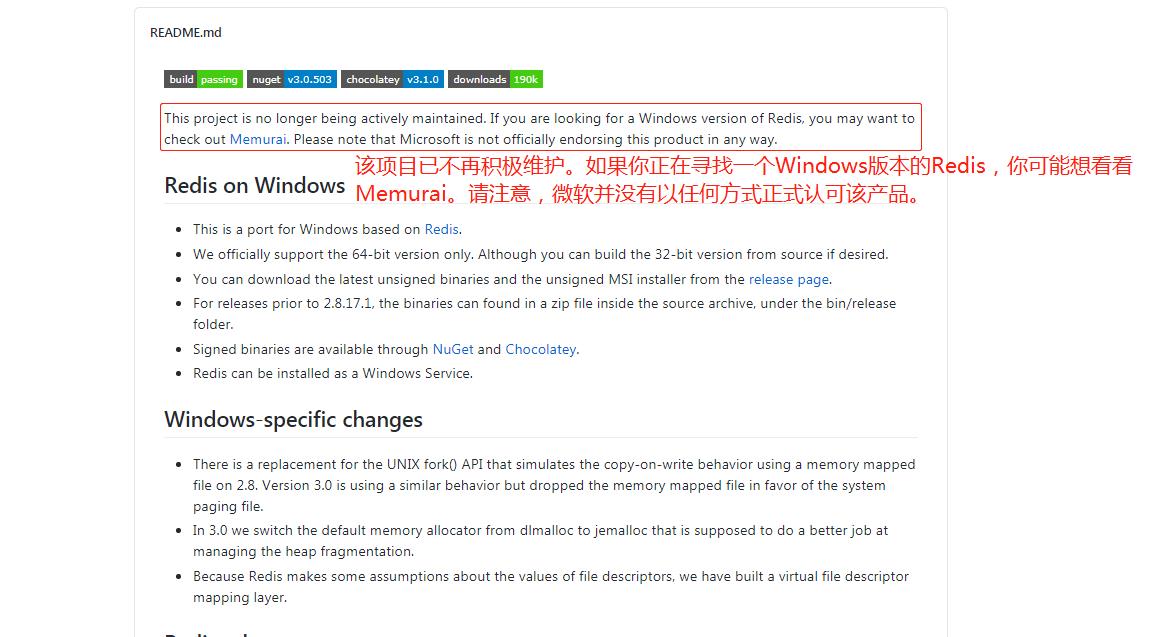 README.md
build passing nuget v3.0.503 chocolatey v3.1.0 downloads 190k
This project is no longer being actively maintained. If you are looking for a Windows version of Redis, you may want to
check out Memurai. Please note that Microsoft is not officially endorsing this product in any way.
该项目已不再积极维护。如果你正在寻找一个Windows版本的Redis，你可能想看看
Memurai。请注意，微软并没有以任何方式正式认可该产品。
Redis on Windows
This is a port for Windows based on Redis.
We officially support the 64-bit version only. Although you can build the 32-bit version from source if desired.
You can download the latest unsigned binaries and the unsigned MSI installer from the release page.
For releases prior to 2.8.17.1, the binaries can found in a zip file inside the source archive, under the bin/release
folder.
Signed binaries are available through NuGet and Chocolatey.
Redis can be installed as a Windows Service.
Windows-specific changes
There is a replacement for the UNIX fork() API that simulates the copy-on-write behavior using a memory mapped
file on 2.8. Version 3.0 is using a similar behavior but dropped the memory mapped file in favor of the system
paging file.
In 3.0 we switch the default memory allocator from dlmalloc to jemalloc that is supposed to do a better job at
managing the heap fragmentation.
Because Redis makes some assumptions about the values of file descriptors, we have built a virtual file descriptor
mapping layer.